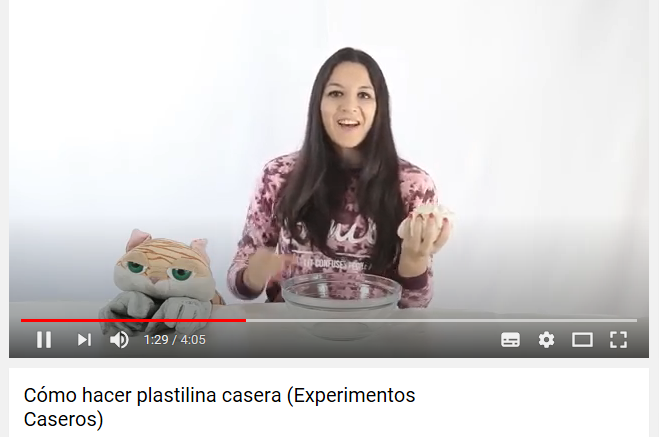 1:29 / 4:05
Cómo hacer plastilina casera (Experimentos
Caseros)